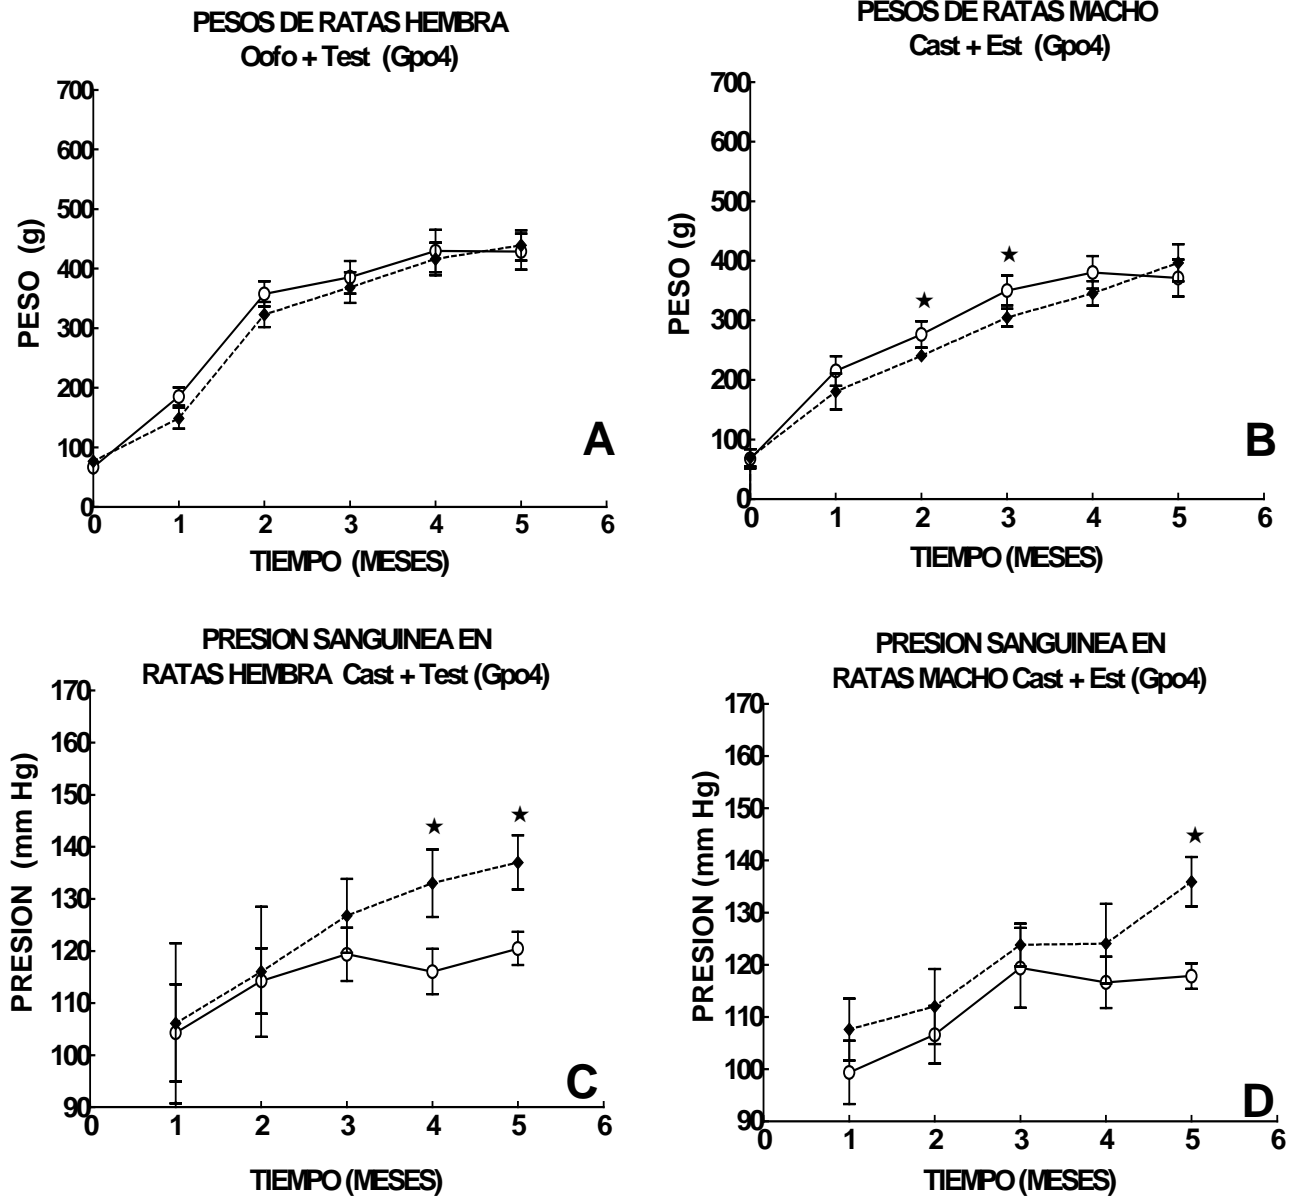 PESOS DE RATAS HEMBRA
Oofo + Test (Gpo4)
700
600
500
400
300
200
100
0
PESO (g)
0 1 2 3 4 5 6
TIEMPO (MESES)
A
PESOS DE RATAS MACHO
Cast + Est (Gpo4)
700
600
500
400
300
200
100
0
PESO (g)
0 1 2 3 4 5 6
TIEMPO (MESES)
B
PRESION SANGUINEA EN
RATAS HEMBRA Cast + Test (Gpo4)
170
160
150
140
130
120
110
100
90
PRESION (mm Hg)
0 1 2 3 4 5 6
TIEMPO (MESES)
C
PRESION SANGUINEA EN
RATAS MACHO Cast + Est (Gpo4)
170
160
150
140
130
120
110
100
90
PRESION (mm Hg)
0 1 2 3 4 5 6
TIEMPO (MESES)
D